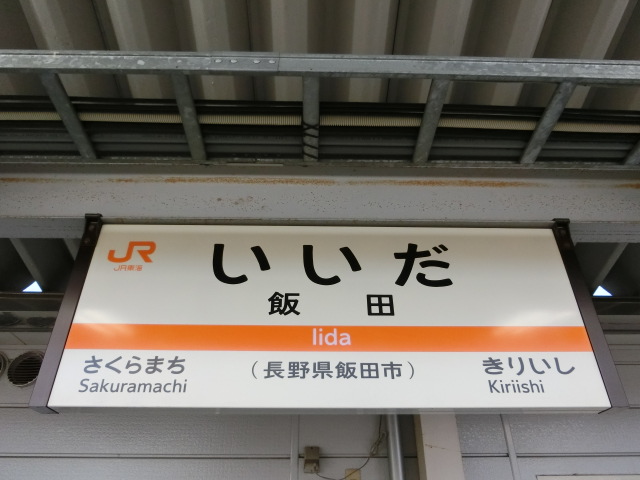 JR
JR東海
いいだ
飯田
Iida
さくらまち
Sakuramachi
（長野県飯田市）
きりいし
Kiriishi